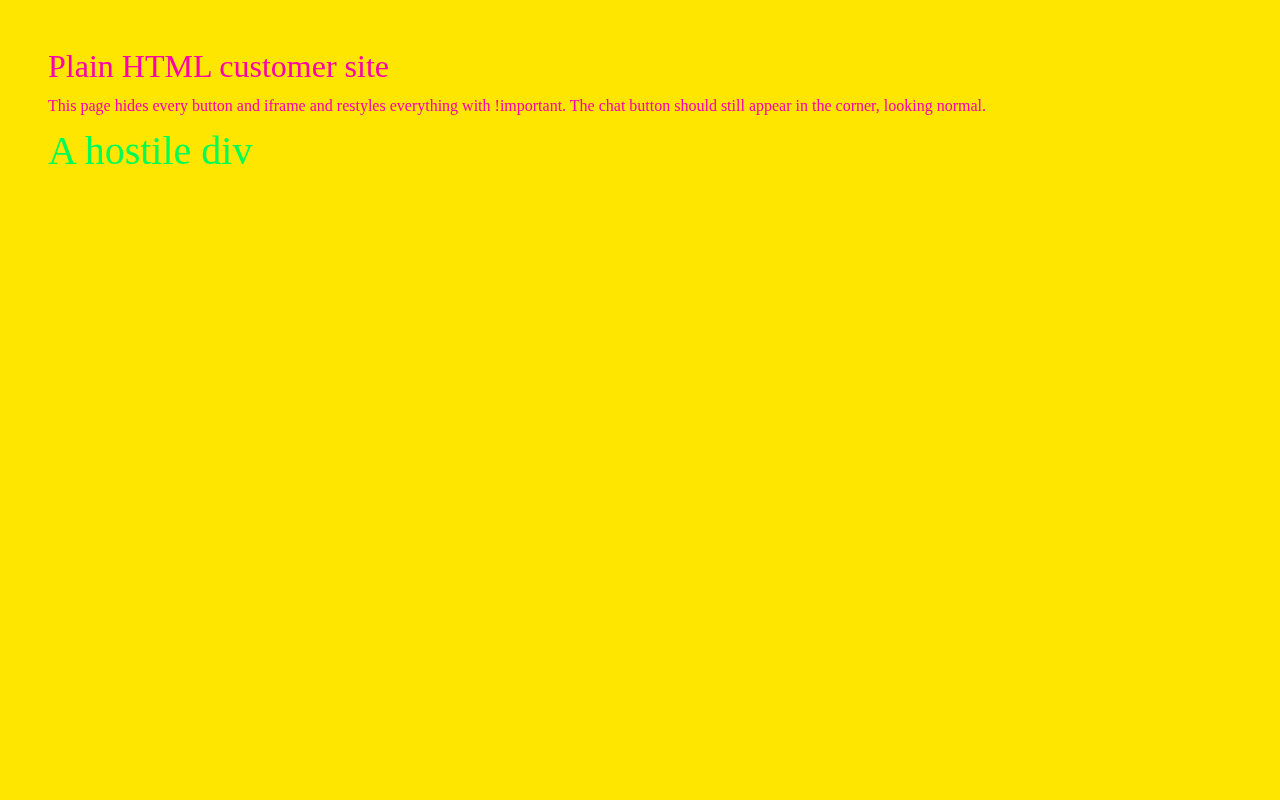 Plain HTML customer site
This page hides every button and iframe and restyles everything with !important. The chat button should still appear in the corner, looking normal.
A hostile div